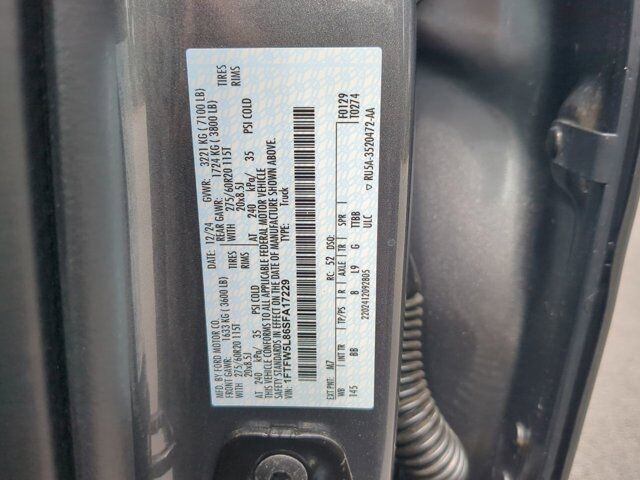 MFD. BY FORD MOTOR CO.
DATE: 12/24 GVWR: 3221 KG ( 7100 LB)
FRONT GAWR: 1633 KG ( 3600 LB) REAR GAWR: 1724 KG ( 3800 LB)
WITH 275/60R20 115T TIRES WITH 275/60R20 115T TIRES
20x8.5J RIMS 20x8.5J RIMS
AT 240 kPa/ 35 PSI COLD AT 240 kPa/ 35 PSI COLD
THIS VEHICLE CONFORMS TO ALL APPLICABLE FEDERAL MOTOR VEHICLE
SAFETY STANDARDS IN EFFECT ON THE DATE OF MANUFACTURE SHOWN ABOVE.
VIN: 1FTFW5L86SFA17229 Truck
F0129
T0274
EXT PNT: M7 RC: 52 DSO:
WB INT TR TP/PS R AXLE TR SPR
145 BB 8 L9 G TTBB
ULC
2202412092805
▽ RU5A-3520472-AA